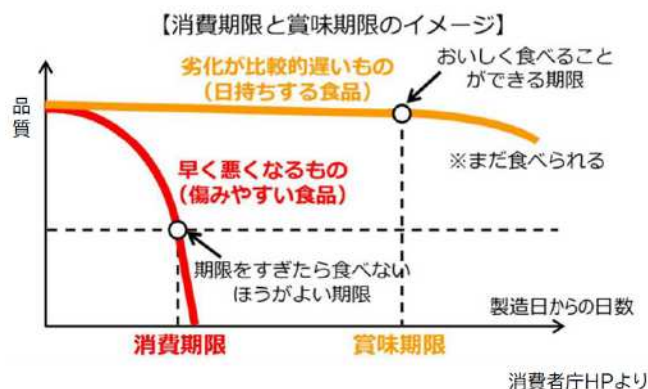 【消費期限と賞味期限のイメージ】
劣化が比較的遅いもの
（日持ちする食品）
おいしく食べること
ができる期限
品質
※まだ食べられる
早く悪くなるもの
（傷みやすい食品）
期限をすぎたら食べない
ほうがよい期限
製造日からの日数
消費期限
賞味期限
消費者庁HPより